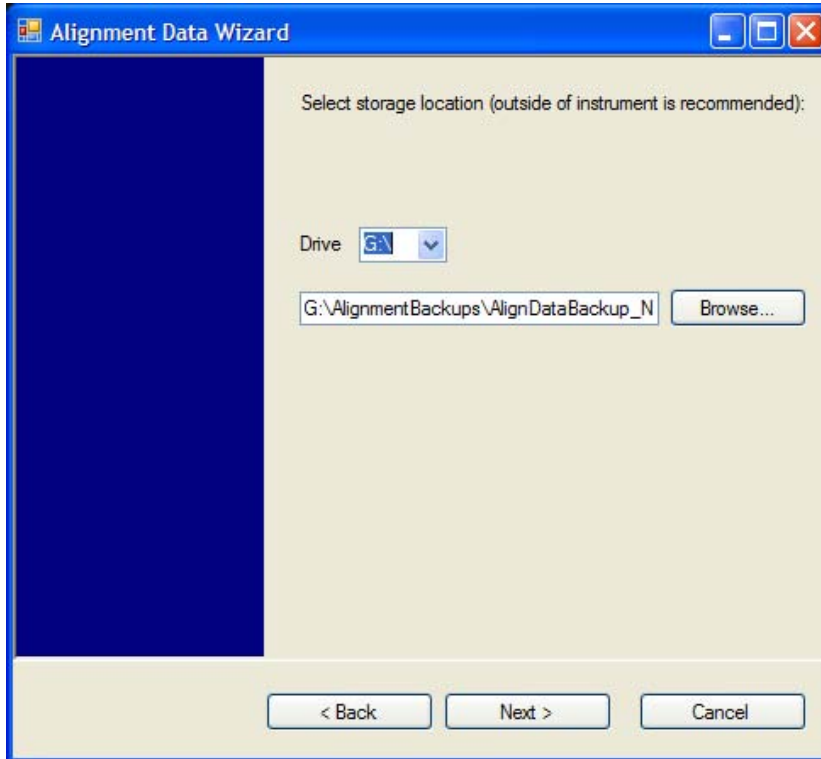 Alignment Data Wizard
Select storage location (outside of instrument is recommended):
Drive G:\
G:\AlignmentBackups\AlignDataBackup_N Browse...
< Back Next > Cancel